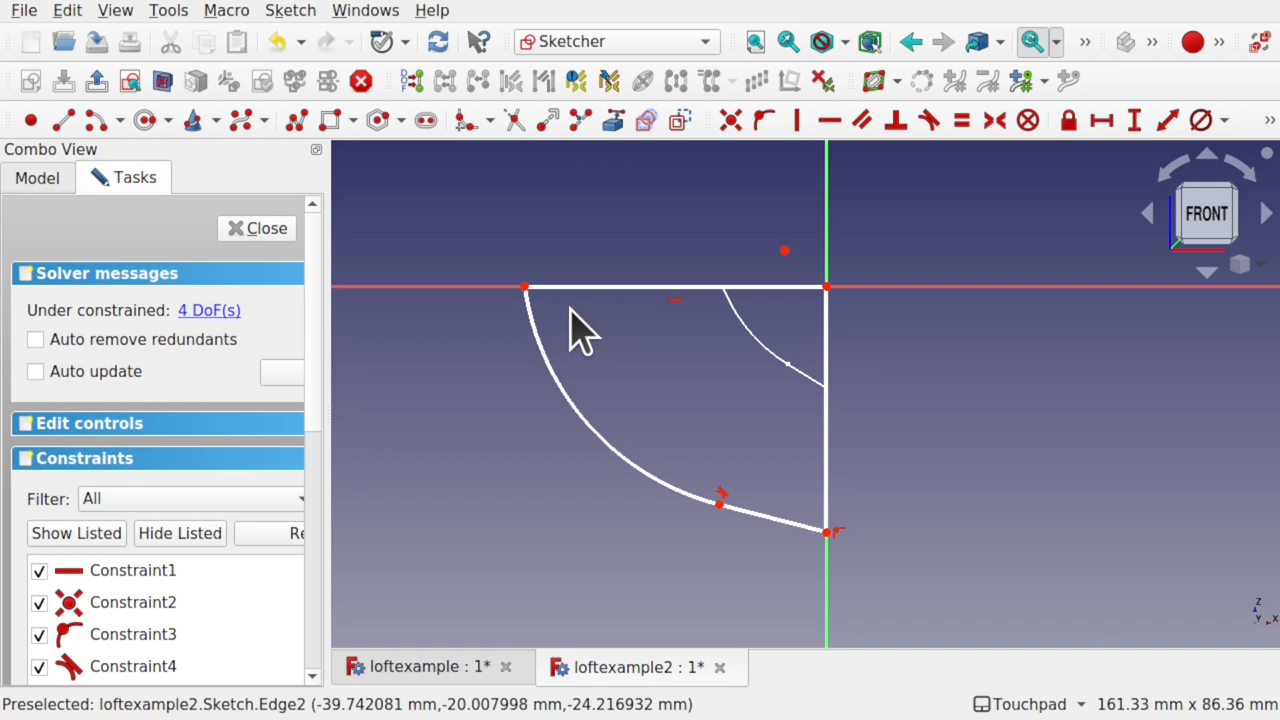 File Edit View Tools Macro Sketch Windows Help
Sketcher
Combo View
Model Tasks
Close
Solver messages
Under constrained: 4 DoF(s)
Auto remove redundants
Auto update
Edit controls
Constraints
Filter: All
Show Listed Hide Listed Re
Constraint1
Constraint2
Constraint3
Constraint4
FRONT
Z
Y X
loftexample : 1* loftexample2 : 1*
Preselected: loftexample2.Sketch.Edge2 (-39.742081 mm,-20.007998 mm,-24.216932 mm) Touchpad 161.33 mm x 86.36 mm